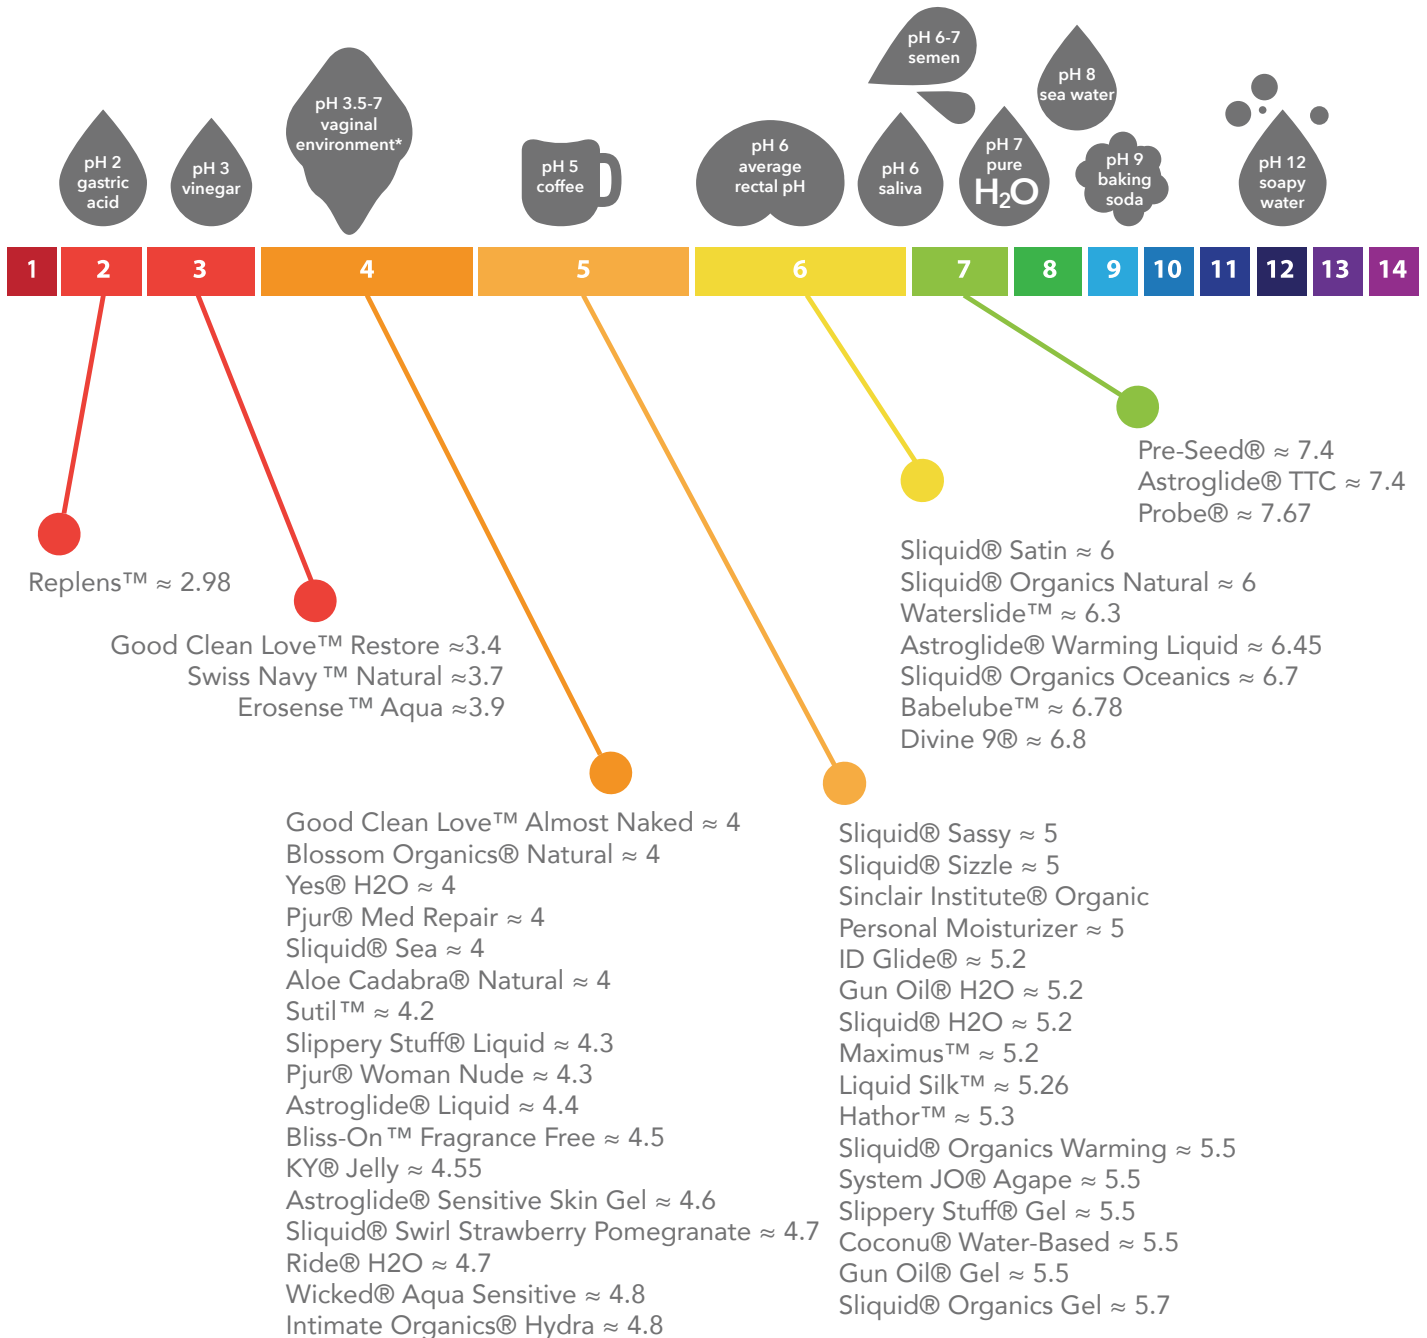 pH 2
gastric
acid
pH 3
vinegar
pH 3.5-7
vaginal
environment*
pH 5
coffee
pH 6
average
rectal pH
pH 6
saliva
pH 6-7
semen
pH 7
pure
H₂O
pH 8
sea water
pH 9
baking
soda
pH 12
soapy
water
1 2 3 4 5 6 7 8 9 10 11 12 13 14
Replens™ ≈ 2.98
Good Clean Love™ Restore ≈3.4
Swiss Navy™ Natural ≈3.7
Erosense™ Aqua ≈3.9
Good Clean Love™ Almost Naked ≈ 4
Blossom Organics® Natural ≈ 4
Yes® H2O ≈ 4
Pjur® Med Repair ≈ 4
Sliquid® Sea ≈ 4
Aloe Cadabra® Natural ≈ 4
Sutil™ ≈ 4.2
Slippery Stuff® Liquid ≈ 4.3
Pjur® Woman Nude ≈ 4.3
Astroglide® Liquid ≈ 4.4
Bliss-On™ Fragrance Free ≈ 4.5
KY® Jelly ≈ 4.55
Astroglide® Sensitive Skin Gel ≈ 4.6
Sliquid® Swirl Strawberry Pomegranate ≈ 4.7
Ride® H2O ≈ 4.7
Wicked® Aqua Sensitive ≈ 4.8
Intimate Organics® Hydra ≈ 4.8
Sliquid® Sassy ≈ 5
Sliquid® Sizzle ≈ 5
Sinclair Institute® Organic
Personal Moisturizer ≈ 5
ID Glide® ≈ 5.2
Gun Oil® H2O ≈ 5.2
Sliquid® H2O ≈ 5.2
Maximus™ ≈ 5.2
Liquid Silk™ ≈ 5.26
Hathor™ ≈ 5.3
Sliquid® Organics Warming ≈ 5.5
System JO® Agape ≈ 5.5
Slippery Stuff® Gel ≈ 5.5
Coconu® Water-Based ≈ 5.5
Gun Oil® Gel ≈ 5.5
Sliquid® Organics Gel ≈ 5.7
Sliquid® Satin ≈ 6
Sliquid® Organics Natural ≈ 6
Waterslide™ ≈ 6.3
Astroglide® Warming Liquid ≈ 6.45
Sliquid® Organics Oceanics ≈ 6.7
Babelube™ ≈ 6.78
Divine 9® ≈ 6.8
Pre-Seed® ≈ 7.4
Astroglide® TTC ≈ 7.4
Probe® ≈ 7.67